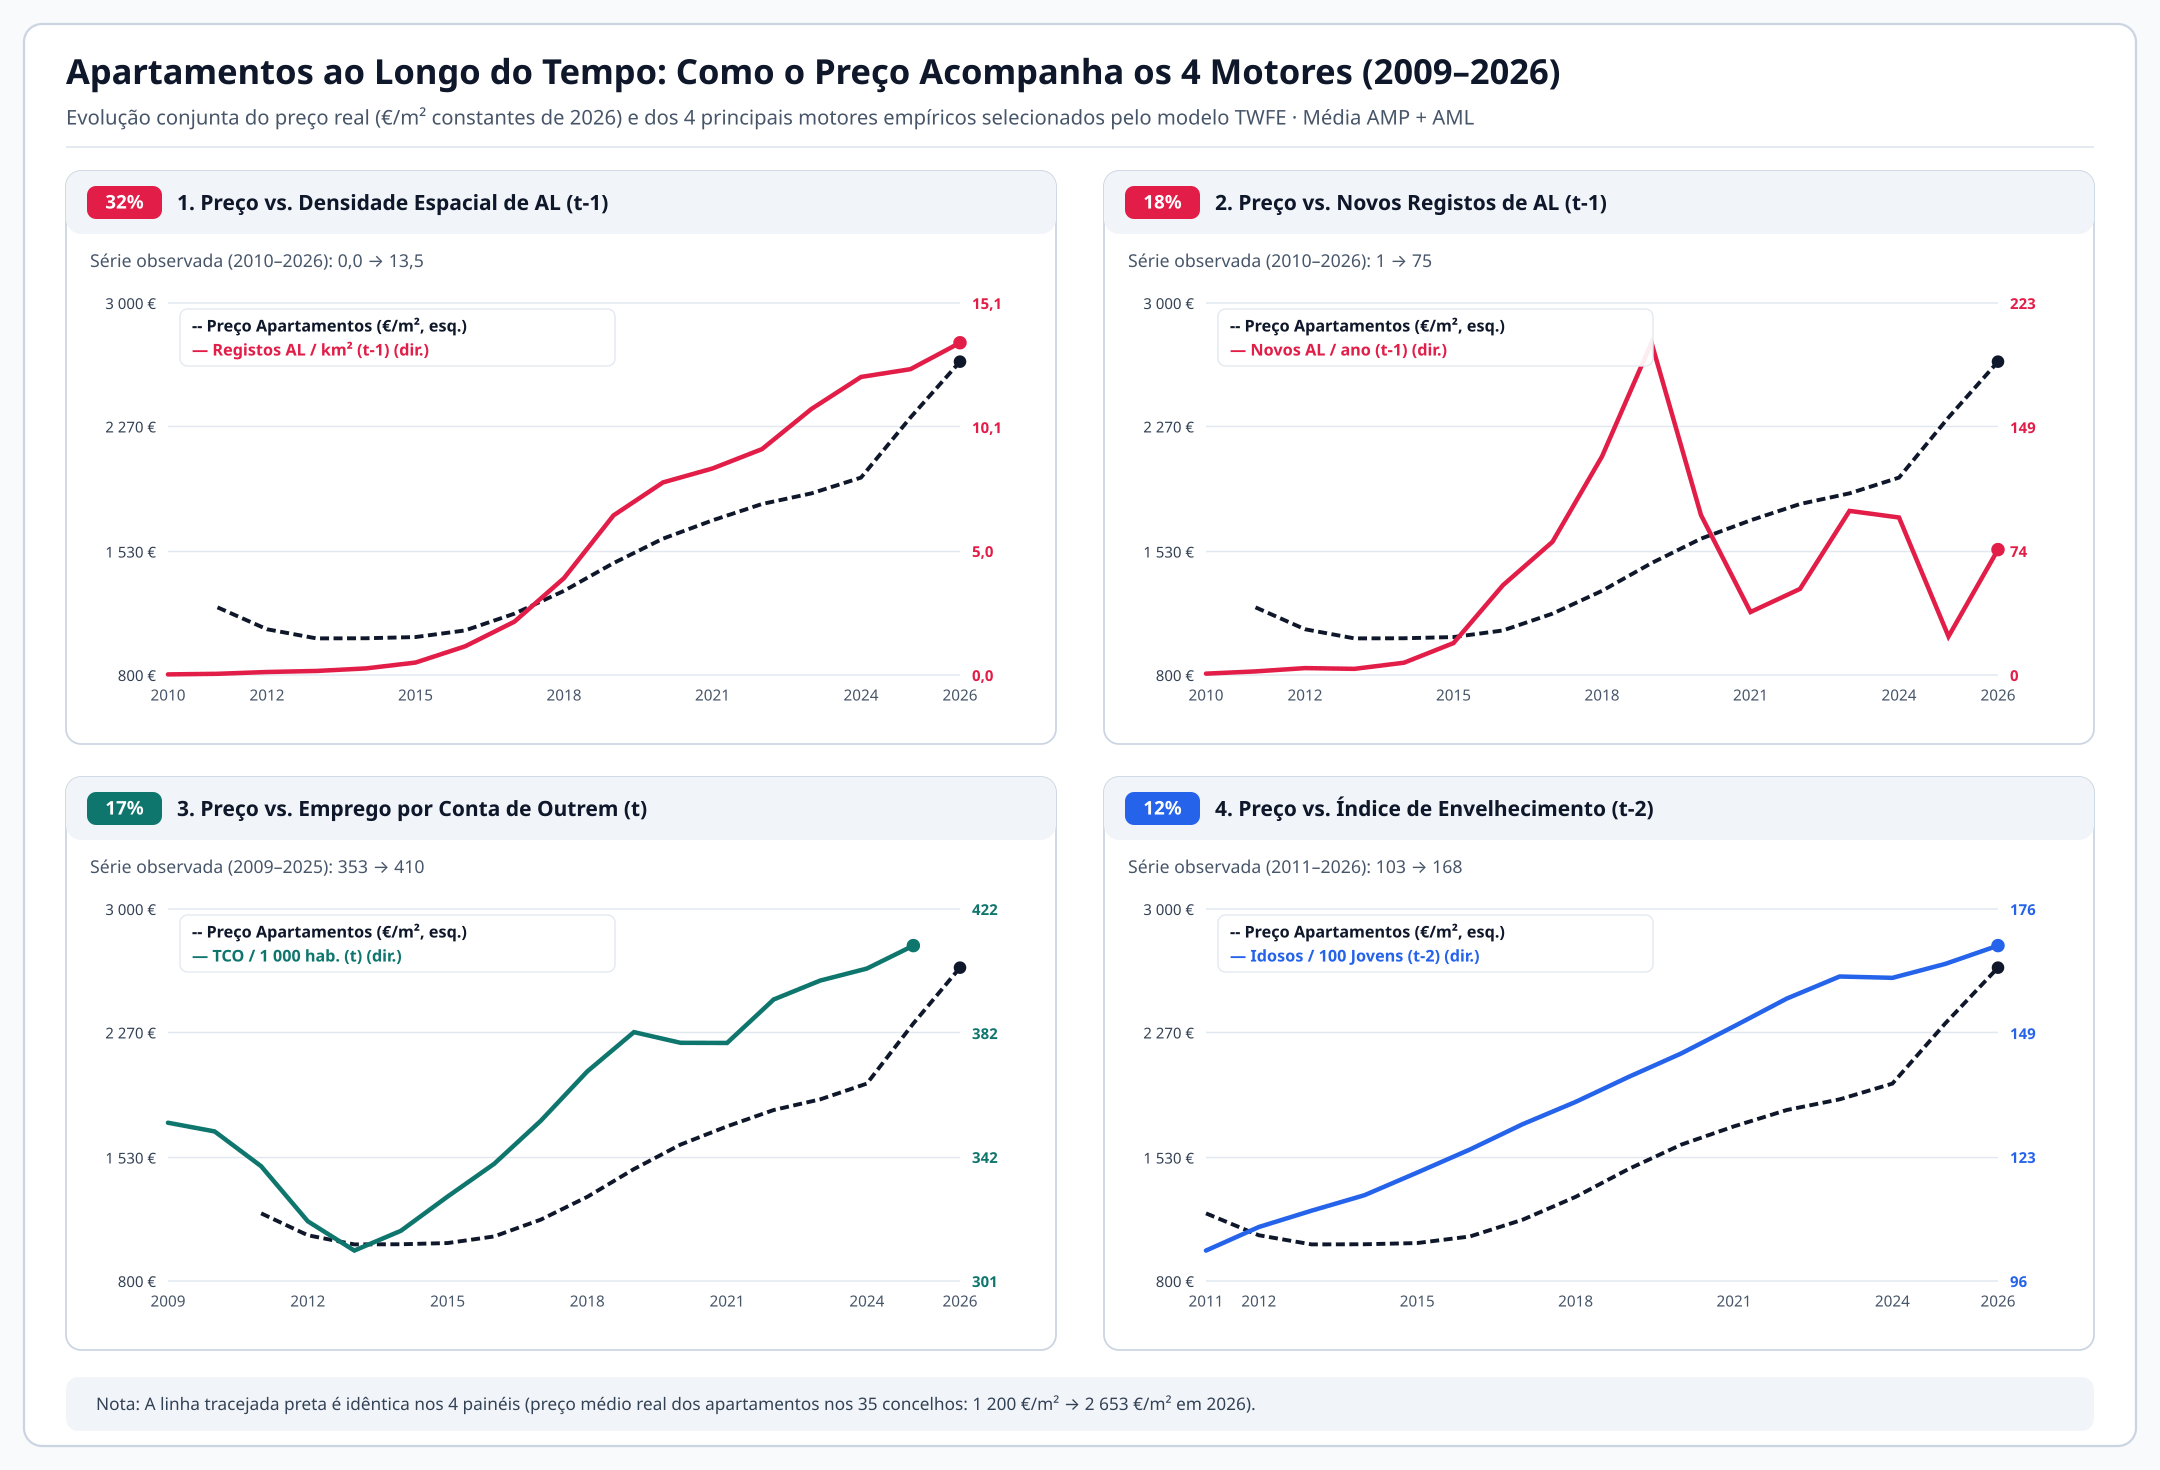 Apartamentos ao Longo do Tempo: Como o Preço Acompanha os 4 Motores (2009–2026)
Evolução conjunta do preço real (€/m² constantes de 2026) e dos 4 principais motores empíricos selecionados pelo modelo TWFE · Média AMP + AML
32% 1. Preço vs. Densidade Espacial de AL (t-1)
Série observada (2010–2026): 0,0 → 13,5
-- Preço Apartamentos (€/m², esq.)
— Registos AL / km² (t-1) (dir.)
3 000 € 15,1
2 270 € 10,1
1 530 € 5,0
800 € 0,0
2010 2012 2015 2018 2021 2024 2026
18% 2. Preço vs. Novos Registos de AL (t-1)
Série observada (2010–2026): 1 → 75
-- Preço Apartamentos (€/m², esq.)
— Novos AL / ano (t-1) (dir.)
3 000 € 223
2 270 € 149
1 530 € 74
800 € 0
2010 2012 2015 2018 2021 2024 2026
17% 3. Preço vs. Emprego por Conta de Outrem (t)
Série observada (2009–2025): 353 → 410
-- Preço Apartamentos (€/m², esq.)
— TCO / 1 000 hab. (t) (dir.)
3 000 € 422
2 270 € 382
1 530 € 342
800 € 301
2009 2012 2015 2018 2021 2024 2026
12% 4. Preço vs. Índice de Envelhecimento (t-2)
Série observada (2011–2026): 103 → 168
-- Preço Apartamentos (€/m², esq.)
— Idosos / 100 Jovens (t-2) (dir.)
3 000 € 176
2 270 € 149
1 530 € 123
800 € 96
2011 2012 2015 2018 2021 2024 2026
Nota: A linha tracejada preta é idêntica nos 4 painéis (preço médio real dos apartamentos nos 35 concelhos: 1 200 €/m² → 2 653 €/m² em 2026).